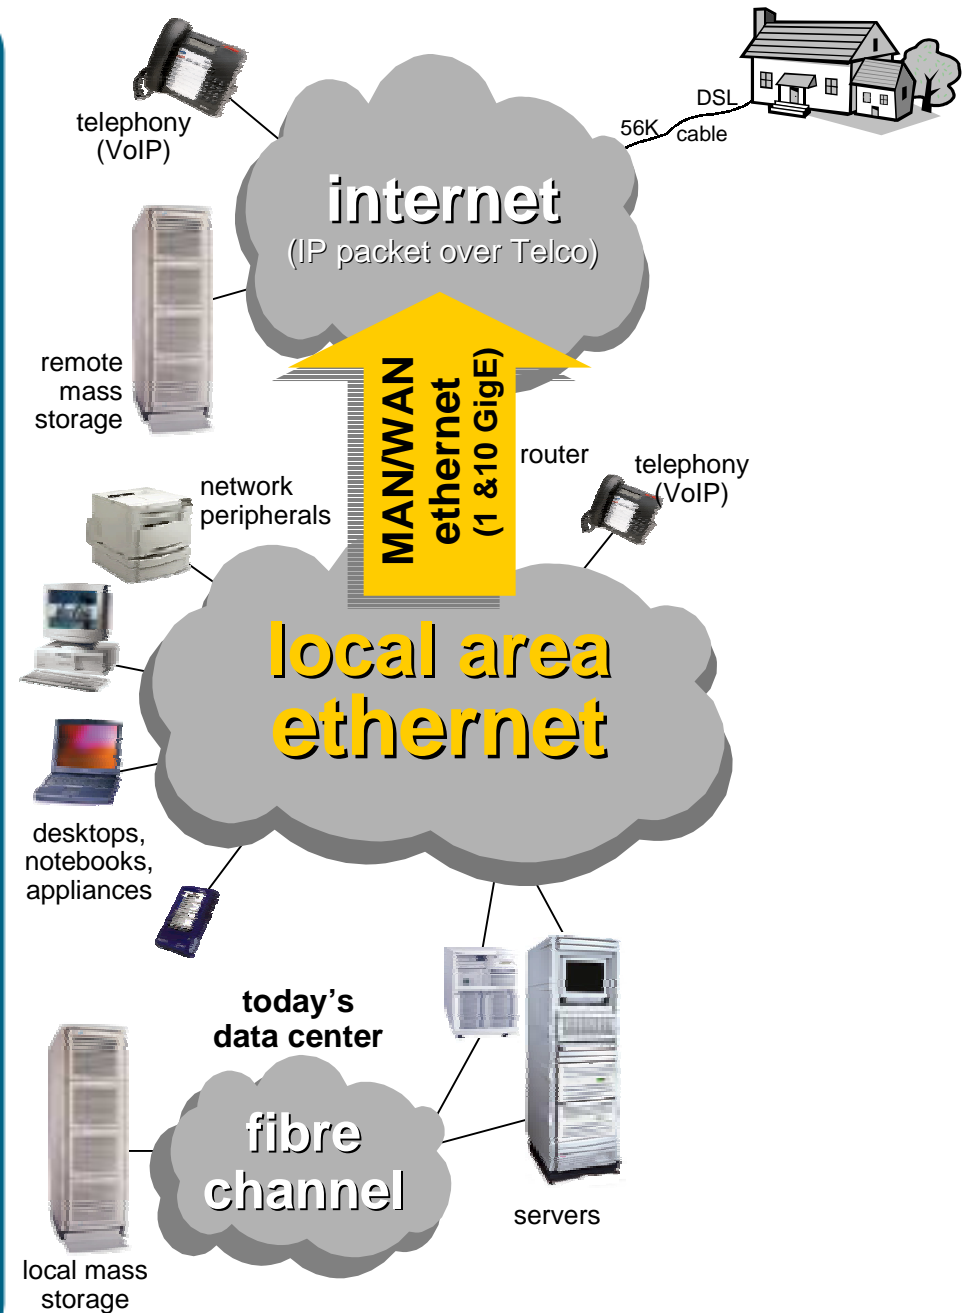 telephony
(VoIP)
DSL
56K cable
internet
(IP packet over Telco)
remote
mass
storage
MAN/WAN
ethernet
(1 &10 GigE)
router
telephony
(VoIP)
network
peripherals
local area
ethernet
desktops,
notebooks,
appliances
today's
data center
fibre
channel
servers
local mass
storage